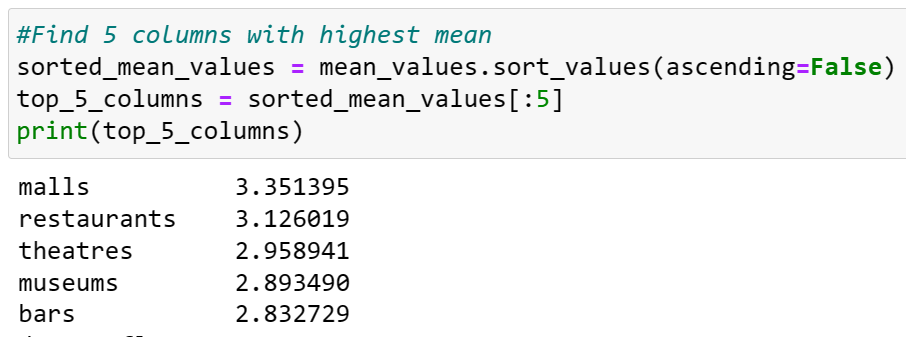 #Find 5 columns with highest mean
sorted_mean_values = mean_values.sort_values(ascending=False)
top_5_columns = sorted_mean_values[:5]
print(top_5_columns)
malls 3.351395
restaurants 3.126019
theatres 2.958941
museums 2.893490
bars 2.832729